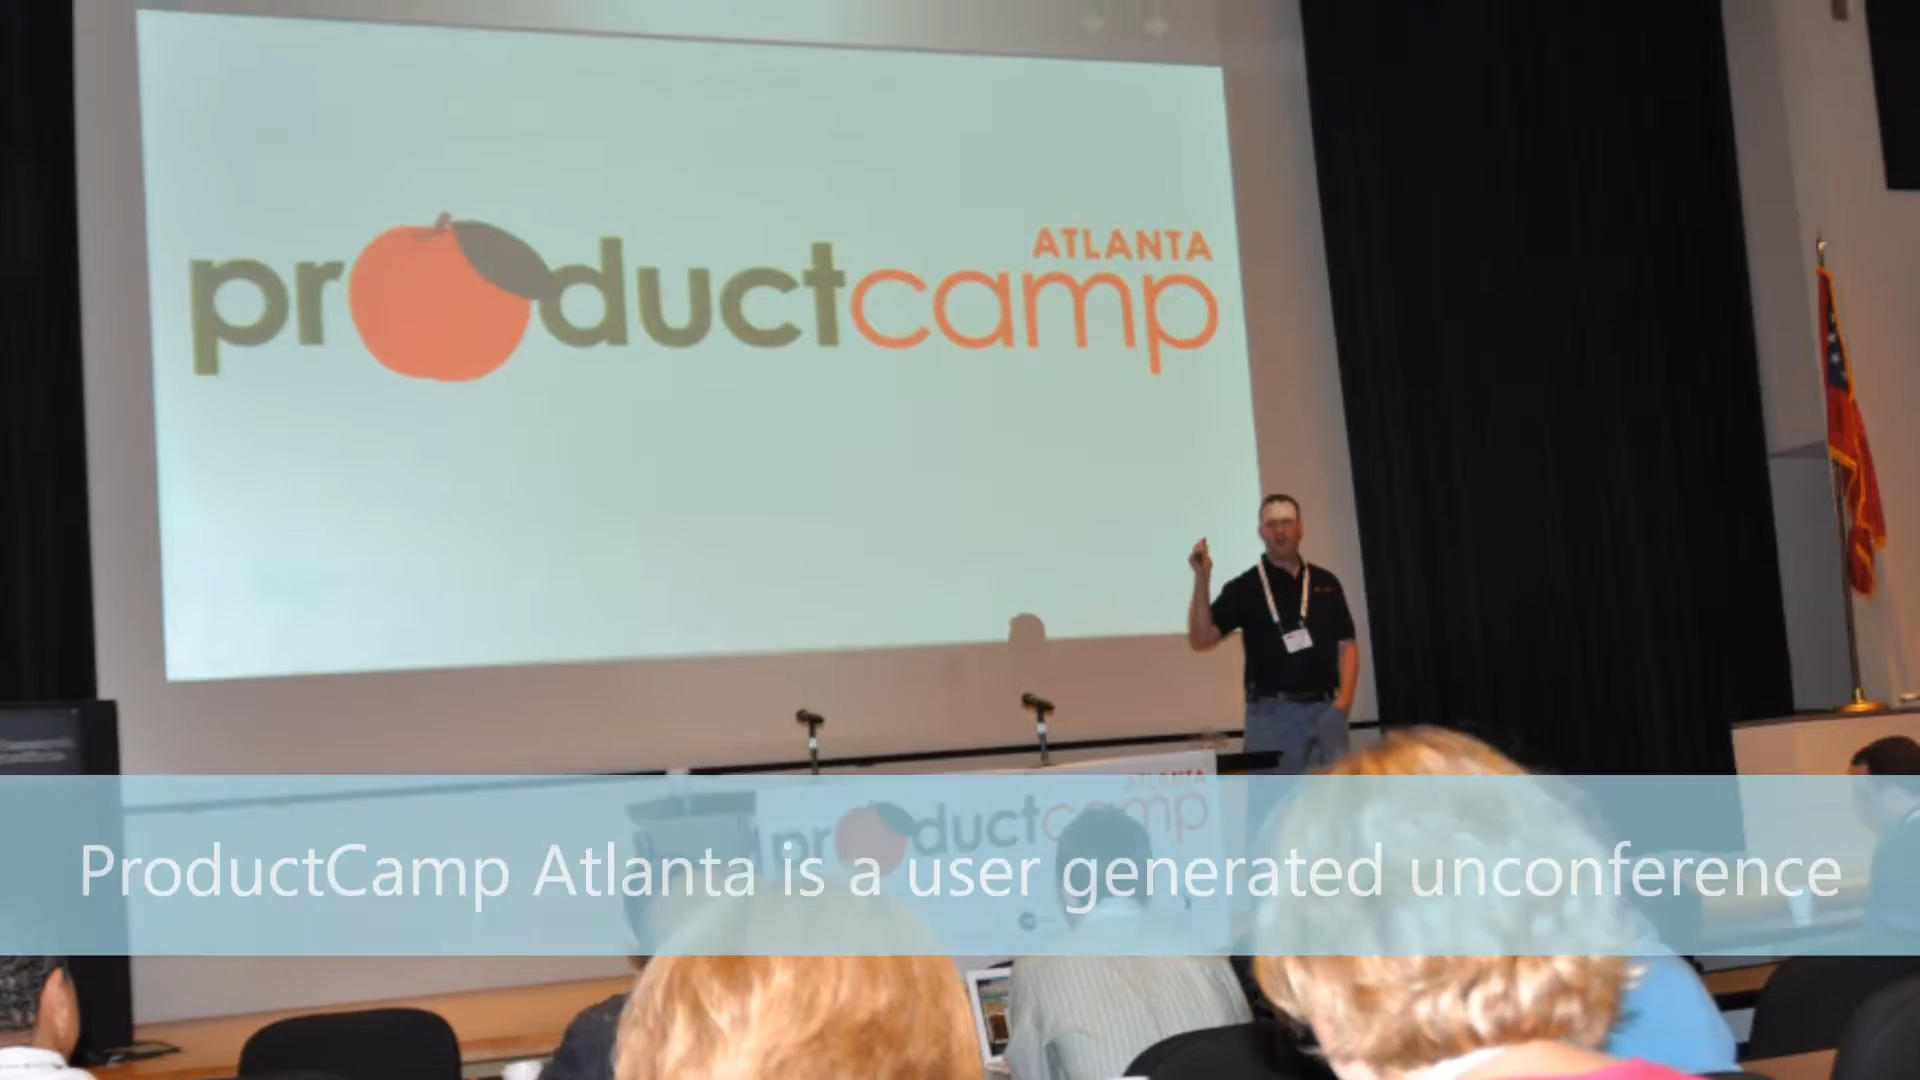 ATLANTA
productcamp
ATLANTA
productcamp
ProductCamp Atlanta is a user generated unconference